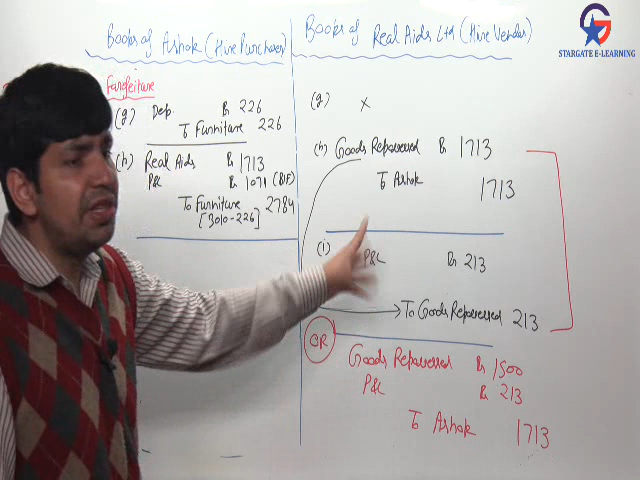 Books of Ashok (Hire Purchaser)
Forfeiture
(g) Dep. Dr 226
To Furniture 226
(h) Real Aids Dr 1713
P&L Dr 1071 (B/F)
To Furniture 2784
[3010-226]
Books of Real Aids Ltd (Hire Vendor)
(g) X
(h) Goods Repossessed Dr 1713
To Ashok 1713
(i) P&L Dr 213
To Goods Repossessed 213
OR
Goods Repossessed Dr 1500
P&L Dr 213
To Ashok 1713
STARGATE E-LEARNING